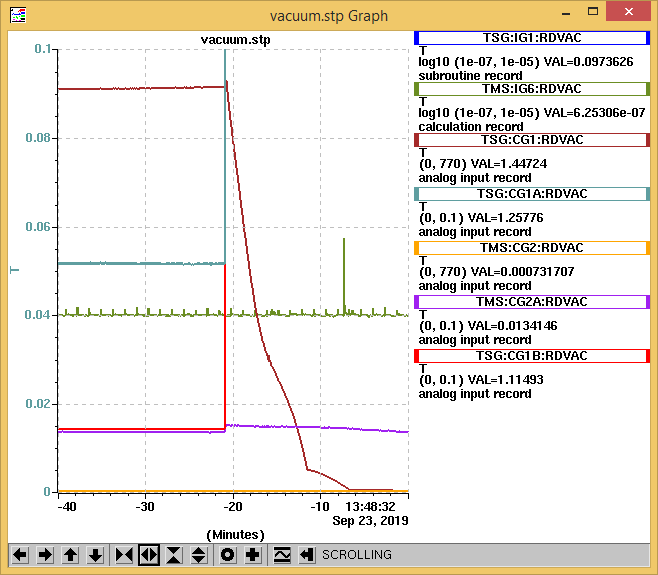 vacuum.stp Graph
vacuum.stp
0.1
0.08
0.06
T
0.04
0.02
0
-40
-30
-20
-10
13:48:32
Sep 23, 2019
(Minutes)
TSG:IG1:RDVAC
T
log10 (1e-07, 1e-05) VAL=0.0973626
subroutine record
TMS:IG6:RDVAC
T
log10 (1e-07, 1e-05) VAL=6.25306e-07
calculation record
TSG:CG1:RDVAC
T
(0, 770) VAL=1.44724
analog input record
TSG:CG1A:RDVAC
T
(0, 0.1) VAL=1.25776
analog input record
TMS:CG2:RDVAC
T
(0, 770) VAL=0.000731707
analog input record
TMS:CG2A:RDVAC
T
(0, 0.1) VAL=0.0134146
analog input record
TSG:CG1B:RDVAC
T
(0, 0.1) VAL=1.11493
analog input record
SCROLLING